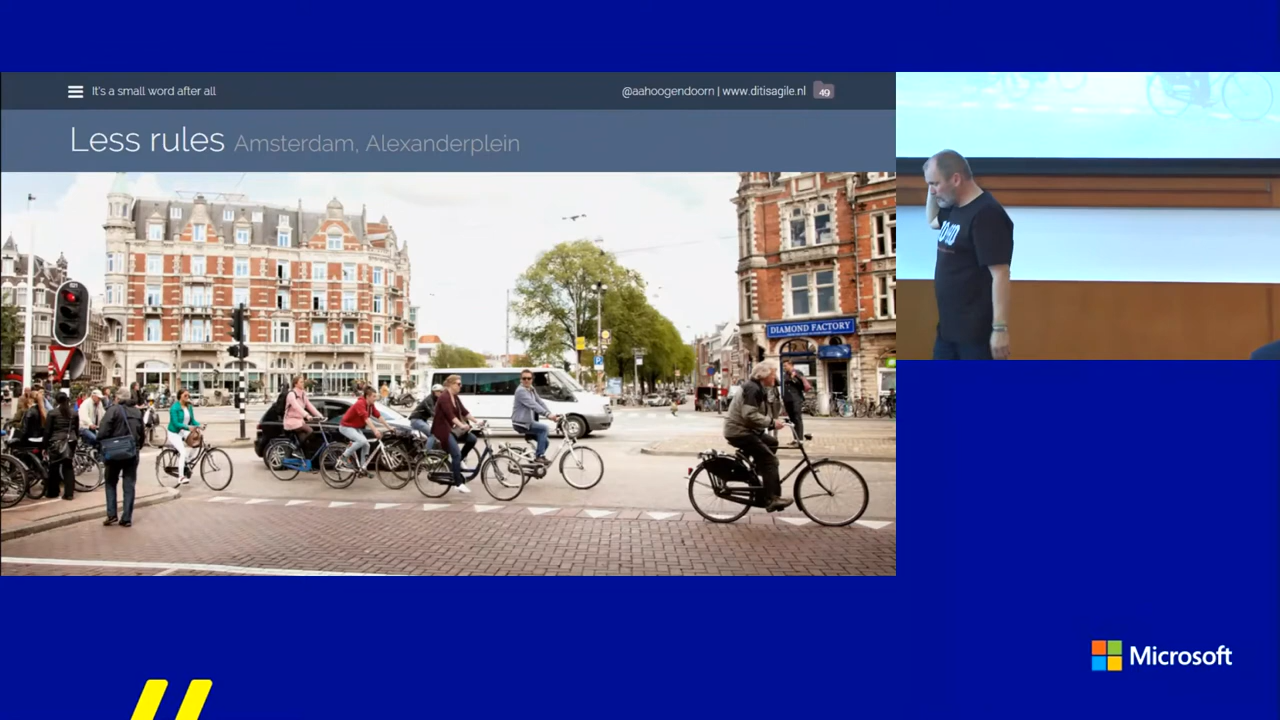 It's a small word after all
@aahoogendoorn | www.ditisagile.nl 49
Less rules Amsterdam, Alexanderplein
DIAMOND FACTORY
Microsoft